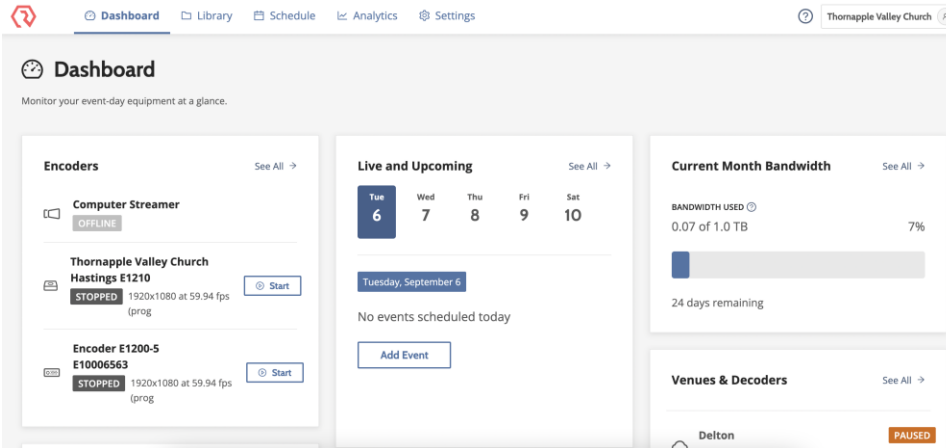 Dashboard
Library
Schedule
Analytics
Settings
Thornapple Valley Church
Dashboard
Monitor your event-day equipment at a glance.
Encoders
See All →
Computer Streamer
OFFLINE
Thornapple Valley Church
Hastings E1210
STOPPED 1920x1080 at 59.94 fps
(prog
Start
Encoder E1200-5
E10006563
STOPPED 1920x1080 at 59.94 fps
(prog
Start
Live and Upcoming
See All →
Tue Wed Thu Fri Sat
6 7 8 9 10
Tuesday, September 6
No events scheduled today
Add Event
Current Month Bandwidth
See All →
BANDWIDTH USED
0.07 of 1.0 TB 7%
24 days remaining
Venues & Decoders
See All →
Delton
PAUSED